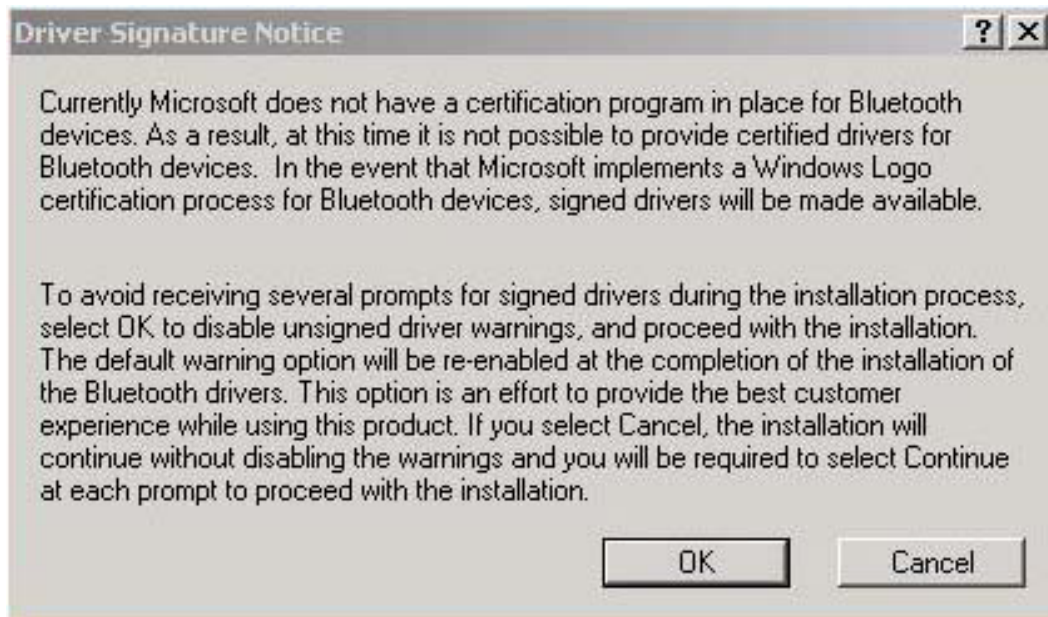 Driver Signature Notice
Currently Microsoft does not have a certification program in place for Bluetooth
devices. As a result, at this time it is not possible to provide certified drivers for
Bluetooth devices.  In the event that Microsoft implements a Windows Logo
certification process for Bluetooth devices, signed drivers will be made available.
To avoid receiving several prompts for signed drivers during the installation process,
select OK to disable unsigned driver warnings, and proceed with the installation.
The default warning option will be re-enabled at the completion of the installation of
the Bluetooth drivers. This option is an effort to provide the best customer
experience while using this product. If you select Cancel, the installation will
continue without disabling the warnings and you will be required to select Continue
at each prompt to proceed with the installation.
OK Cancel